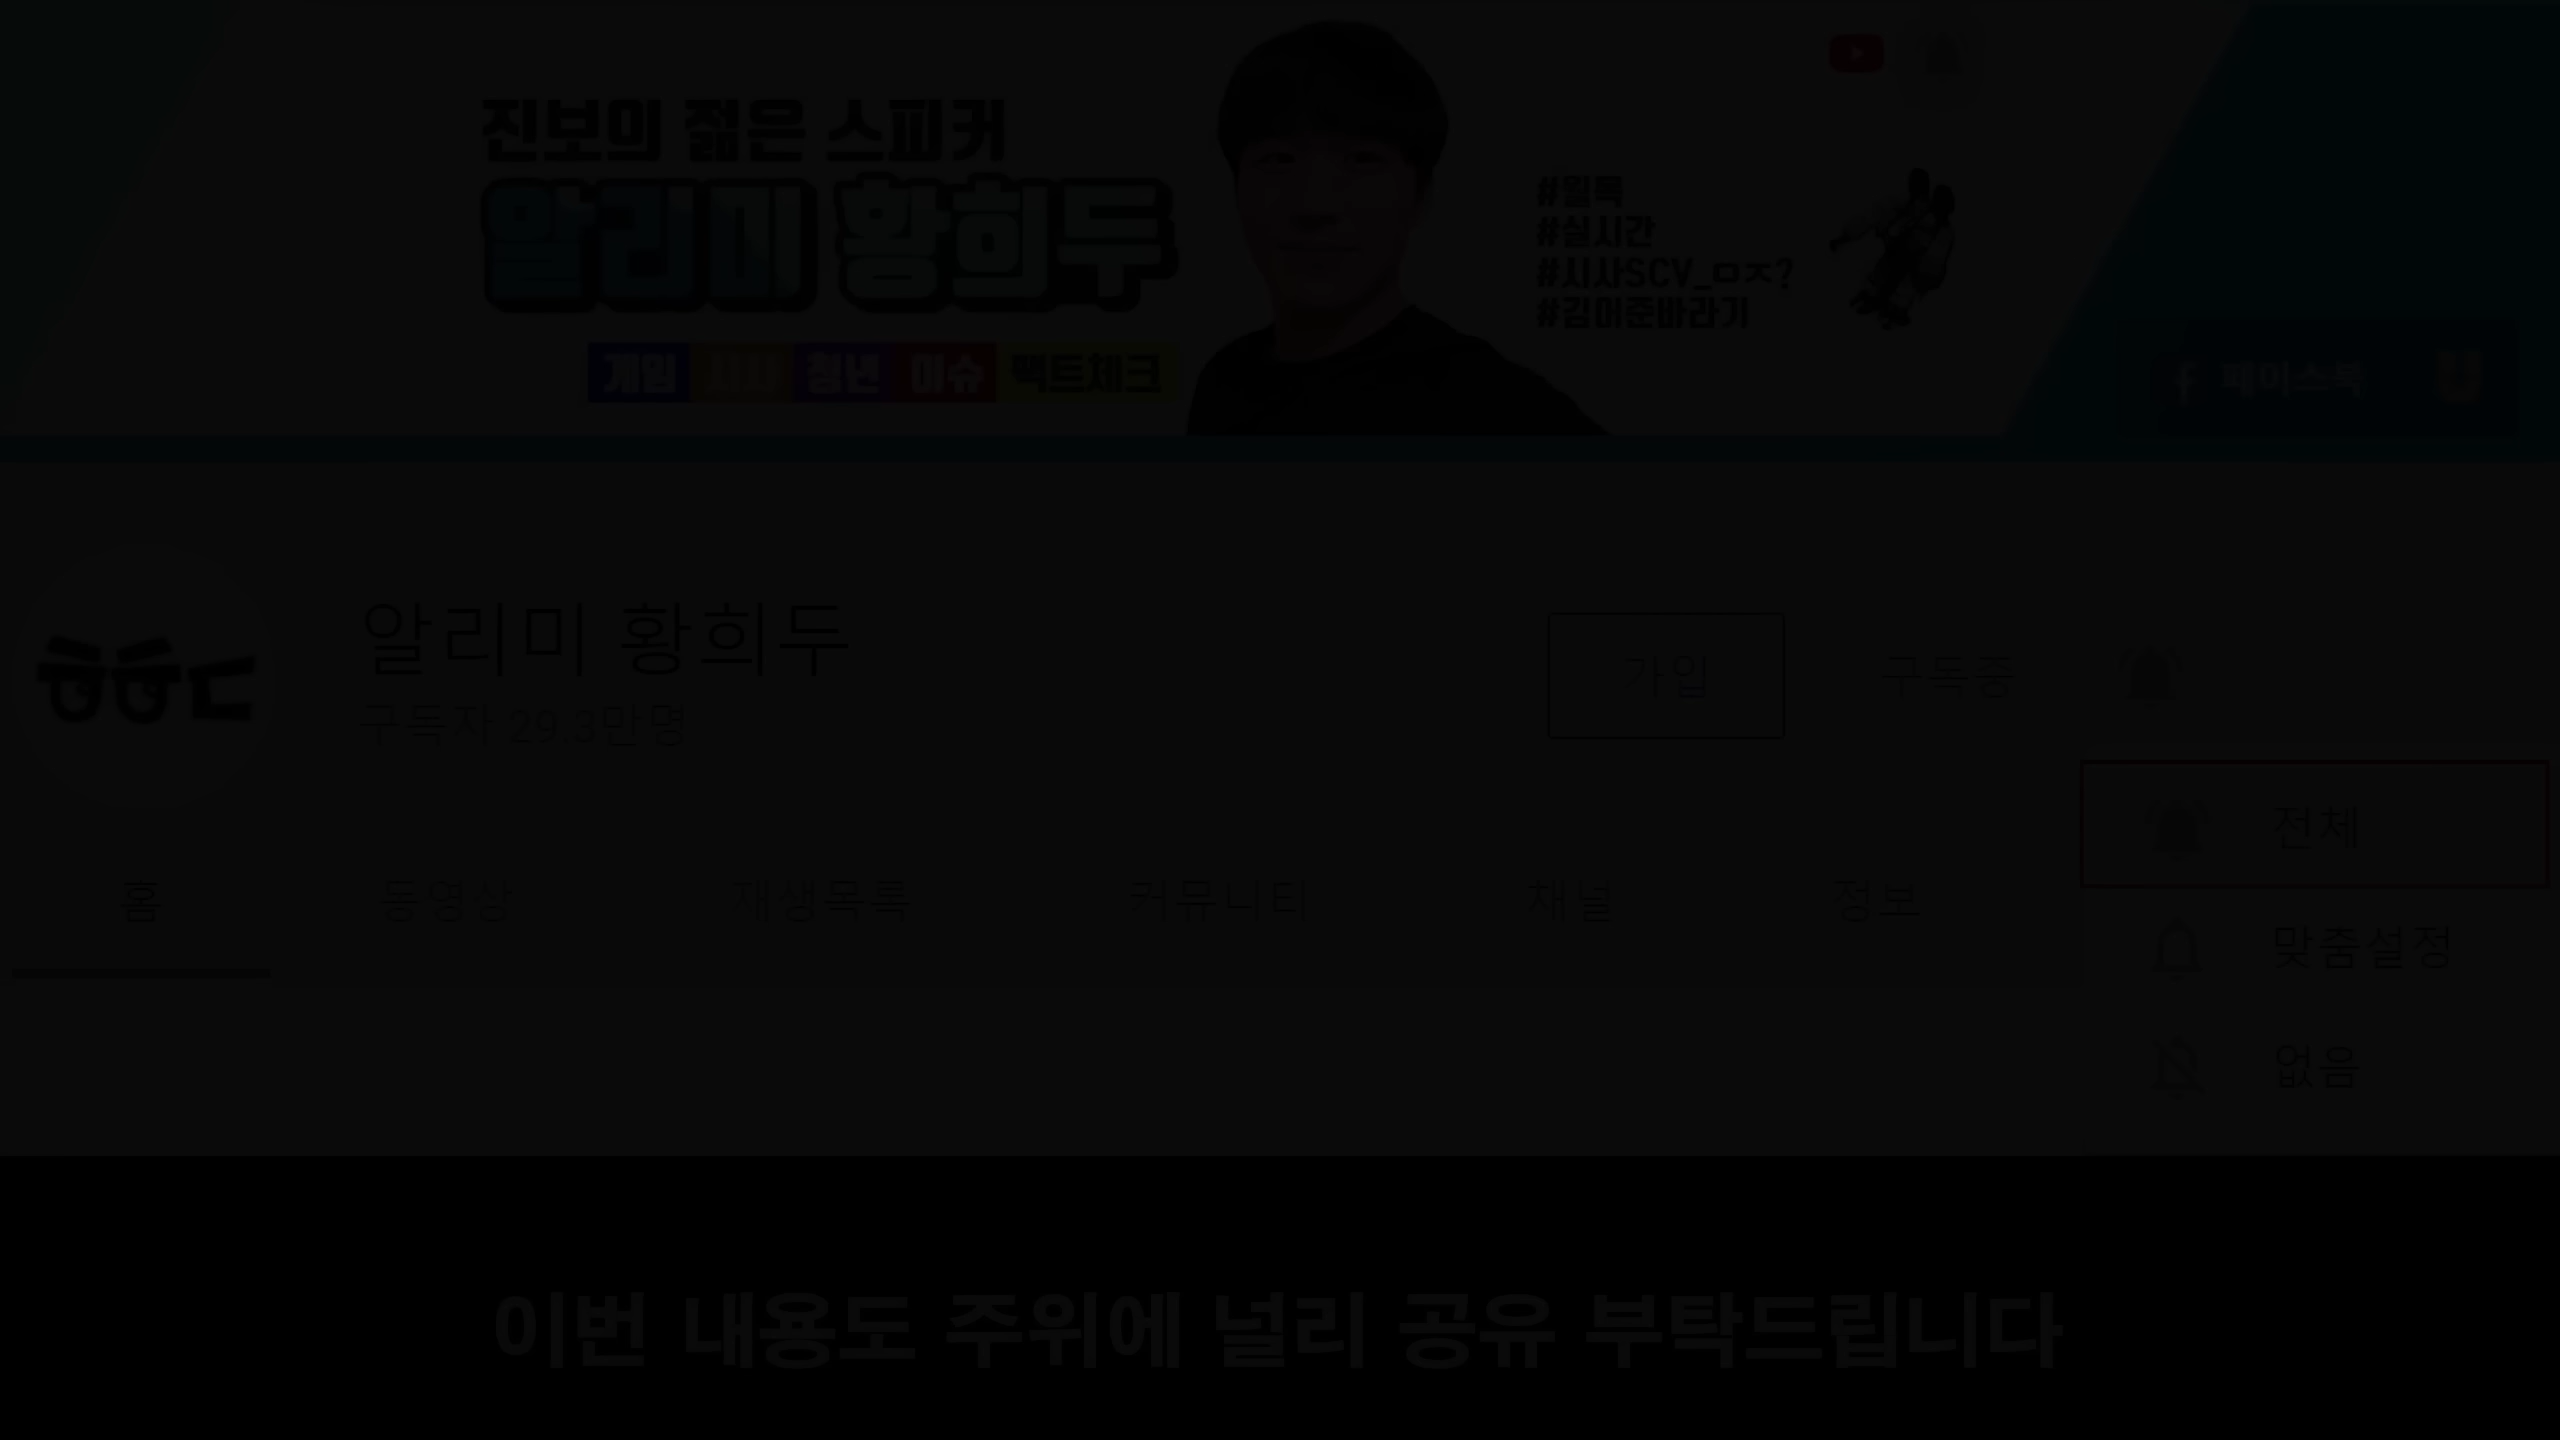 진보의 젊은 스피커
알리미 황희두
게임 시사 청년 이슈 팩트체크
#월목
#실시간
#시사SCV_ㅁㅈ?
#김어준바라기
f 페이스북
ㅎㅎㄷ
알리미 황희두
구독자 29.3만명
가입 구독중
홈 동영상 재생목록 커뮤니티 채널 정보
전체
맞춤설정
없음
이번 내용도 주위에 널리 공유 부탁드립니다